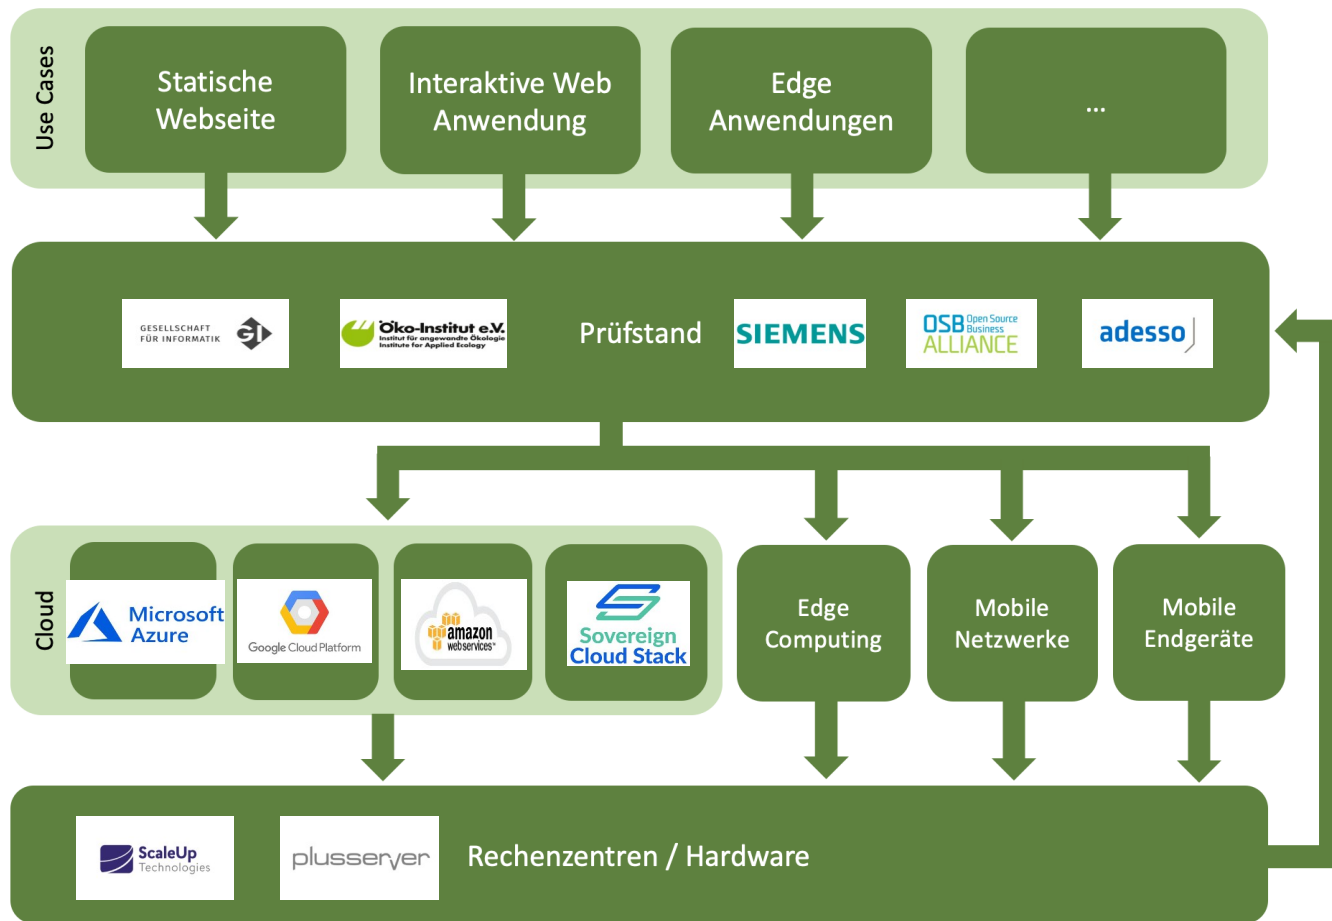 Use Cases
Statische
Webseite
Interaktive Web
Anwendung
Edge
Anwendungen
...
GESELLSCHAFT
FÜR INFORMATIK
GI
Öko-Institut e.V.
Institut für angewandte Ökologie
Institute for Applied Ecology
Prüfstand
SIEMENS
OSB Open Source
Business
ALLIANCE
adesso
Cloud
Microsoft
Azure
Google Cloud Platform
amazon
webservices™
Sovereign
Cloud Stack
Edge
Computing
Mobile
Netzwerke
Mobile
Endgeräte
ScaleUp
Technologies
plusserver
Rechenzentren / Hardware